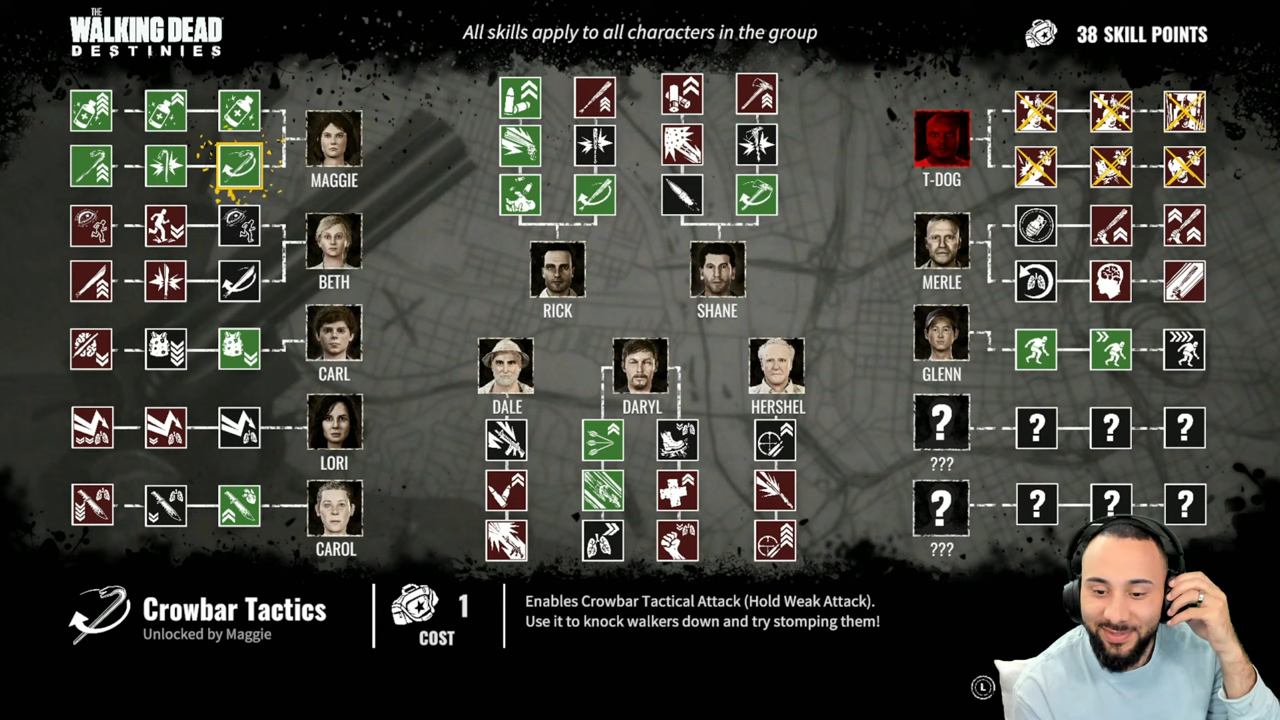 THE
WALKING DEAD
DESTINIES
All skills apply to all characters in the group
38 SKILL POINTS
MAGGIE
BETH
CARL
LORI
CAROL
RICK
SHANE
DALE
DARYL
HERSHEL
T-DOG
MERLE
GLENN
?
? ? ?
???
?
? ? ?
???
Crowbar Tactics
Unlocked by Maggie
1
COST
Enables Crowbar Tactical Attack (Hold Weak Attack).
Use it to knock walkers down and try stomping them!
L